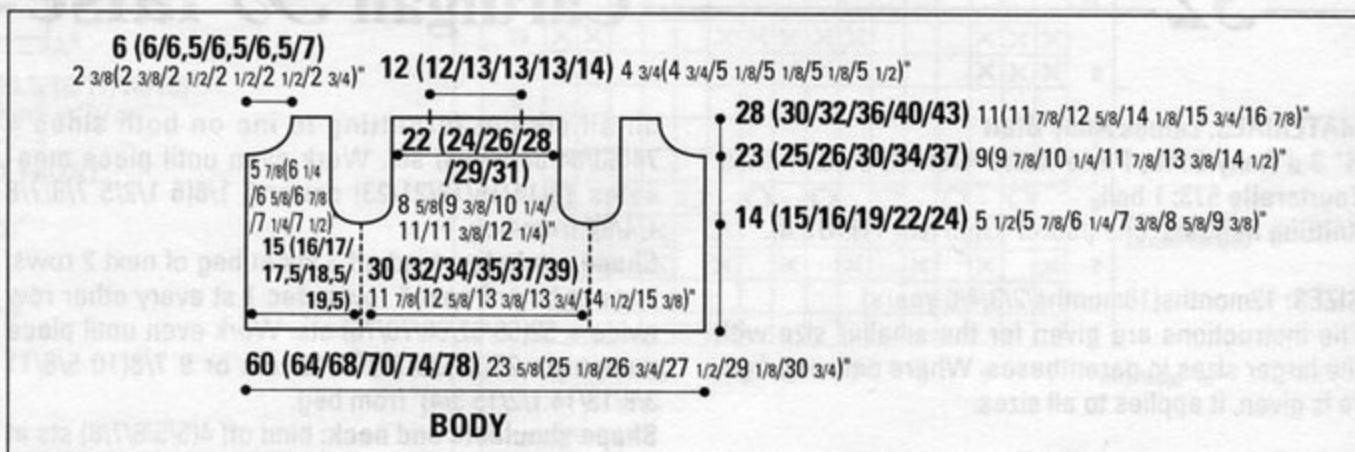 6 (6/6,5/6,5/6,5/7)
2 3/8(2 3/8/2 1/2/2 1/2/2 1/2/2 3/4)"
12 (12/13/13/13/14) 4 3/4(4 3/4/5 1/8/5 1/8/5 1/8/5 1/2)"
28 (30/32/36/40/43) 11(11 7/8/12 5/8/14 1/8/15 3/4/16 7/8)"
22 (24/26/28
/29/31)
23 (25/26/30/34/37) 9(9 7/8/10 1/4/11 7/8/13 3/8/14 1/2)"
5 7/8(6 1/4
/6 5/8/6 7/8
/7 1/4/7 1/2)
8 5/8(9 3/8/10 1/4/
11/11 3/8/12 1/4)"
14 (15/16/19/22/24) 5 1/2(5 7/8/6 1/4/7 3/8/8 5/8/9 3/8)"
15 (16/17/
17,5/18,5/
19,5)
30 (32/34/35/37/39)
11 7/8(12 5/8/13 3/8/13 3/4/14 1/2/15 3/8)"
60 (64/68/70/74/78) 23 5/8(25 1/8/26 3/4/27 1/2/29 1/8/30 3/4)"
BODY